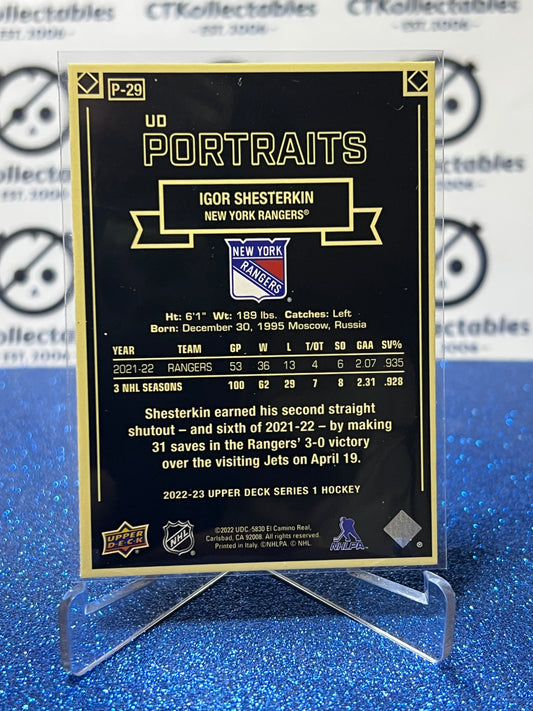 CTKollectables
EST. 2006
Kollectables
EST. 2006
P-29
UD
PORTRAITS
IGOR SHESTERKIN
NEW YORK RANGERS®
NEW YORK
RANGERS
Ht: 6'1" Wt: 189 lbs. Catches: Left
Born: December 30, 1995 Moscow, Russia
YEAR TEAM GP W L T/OT SO GAA SV%
2021-22 RANGERS 53 36 13 4 6 2.07 .935
3 NHL SEASONS 100 62 29 7 8 2.31 .928
Shesterkin earned his second straight
shutout – and sixth of 2021-22 – by making
31 saves in the Rangers' 3-0 victory
over the visiting Jets on April 19.
2022-23 UPPER DECK SERIES 1 HOCKEY
UPPER DECK
NHL
©2022 UDC·5830 El Camino Real,
Carlsbad, CA 92008. All rights reserved.
Printed in Italy. ©NHLPA. © NHL.
NHLPA